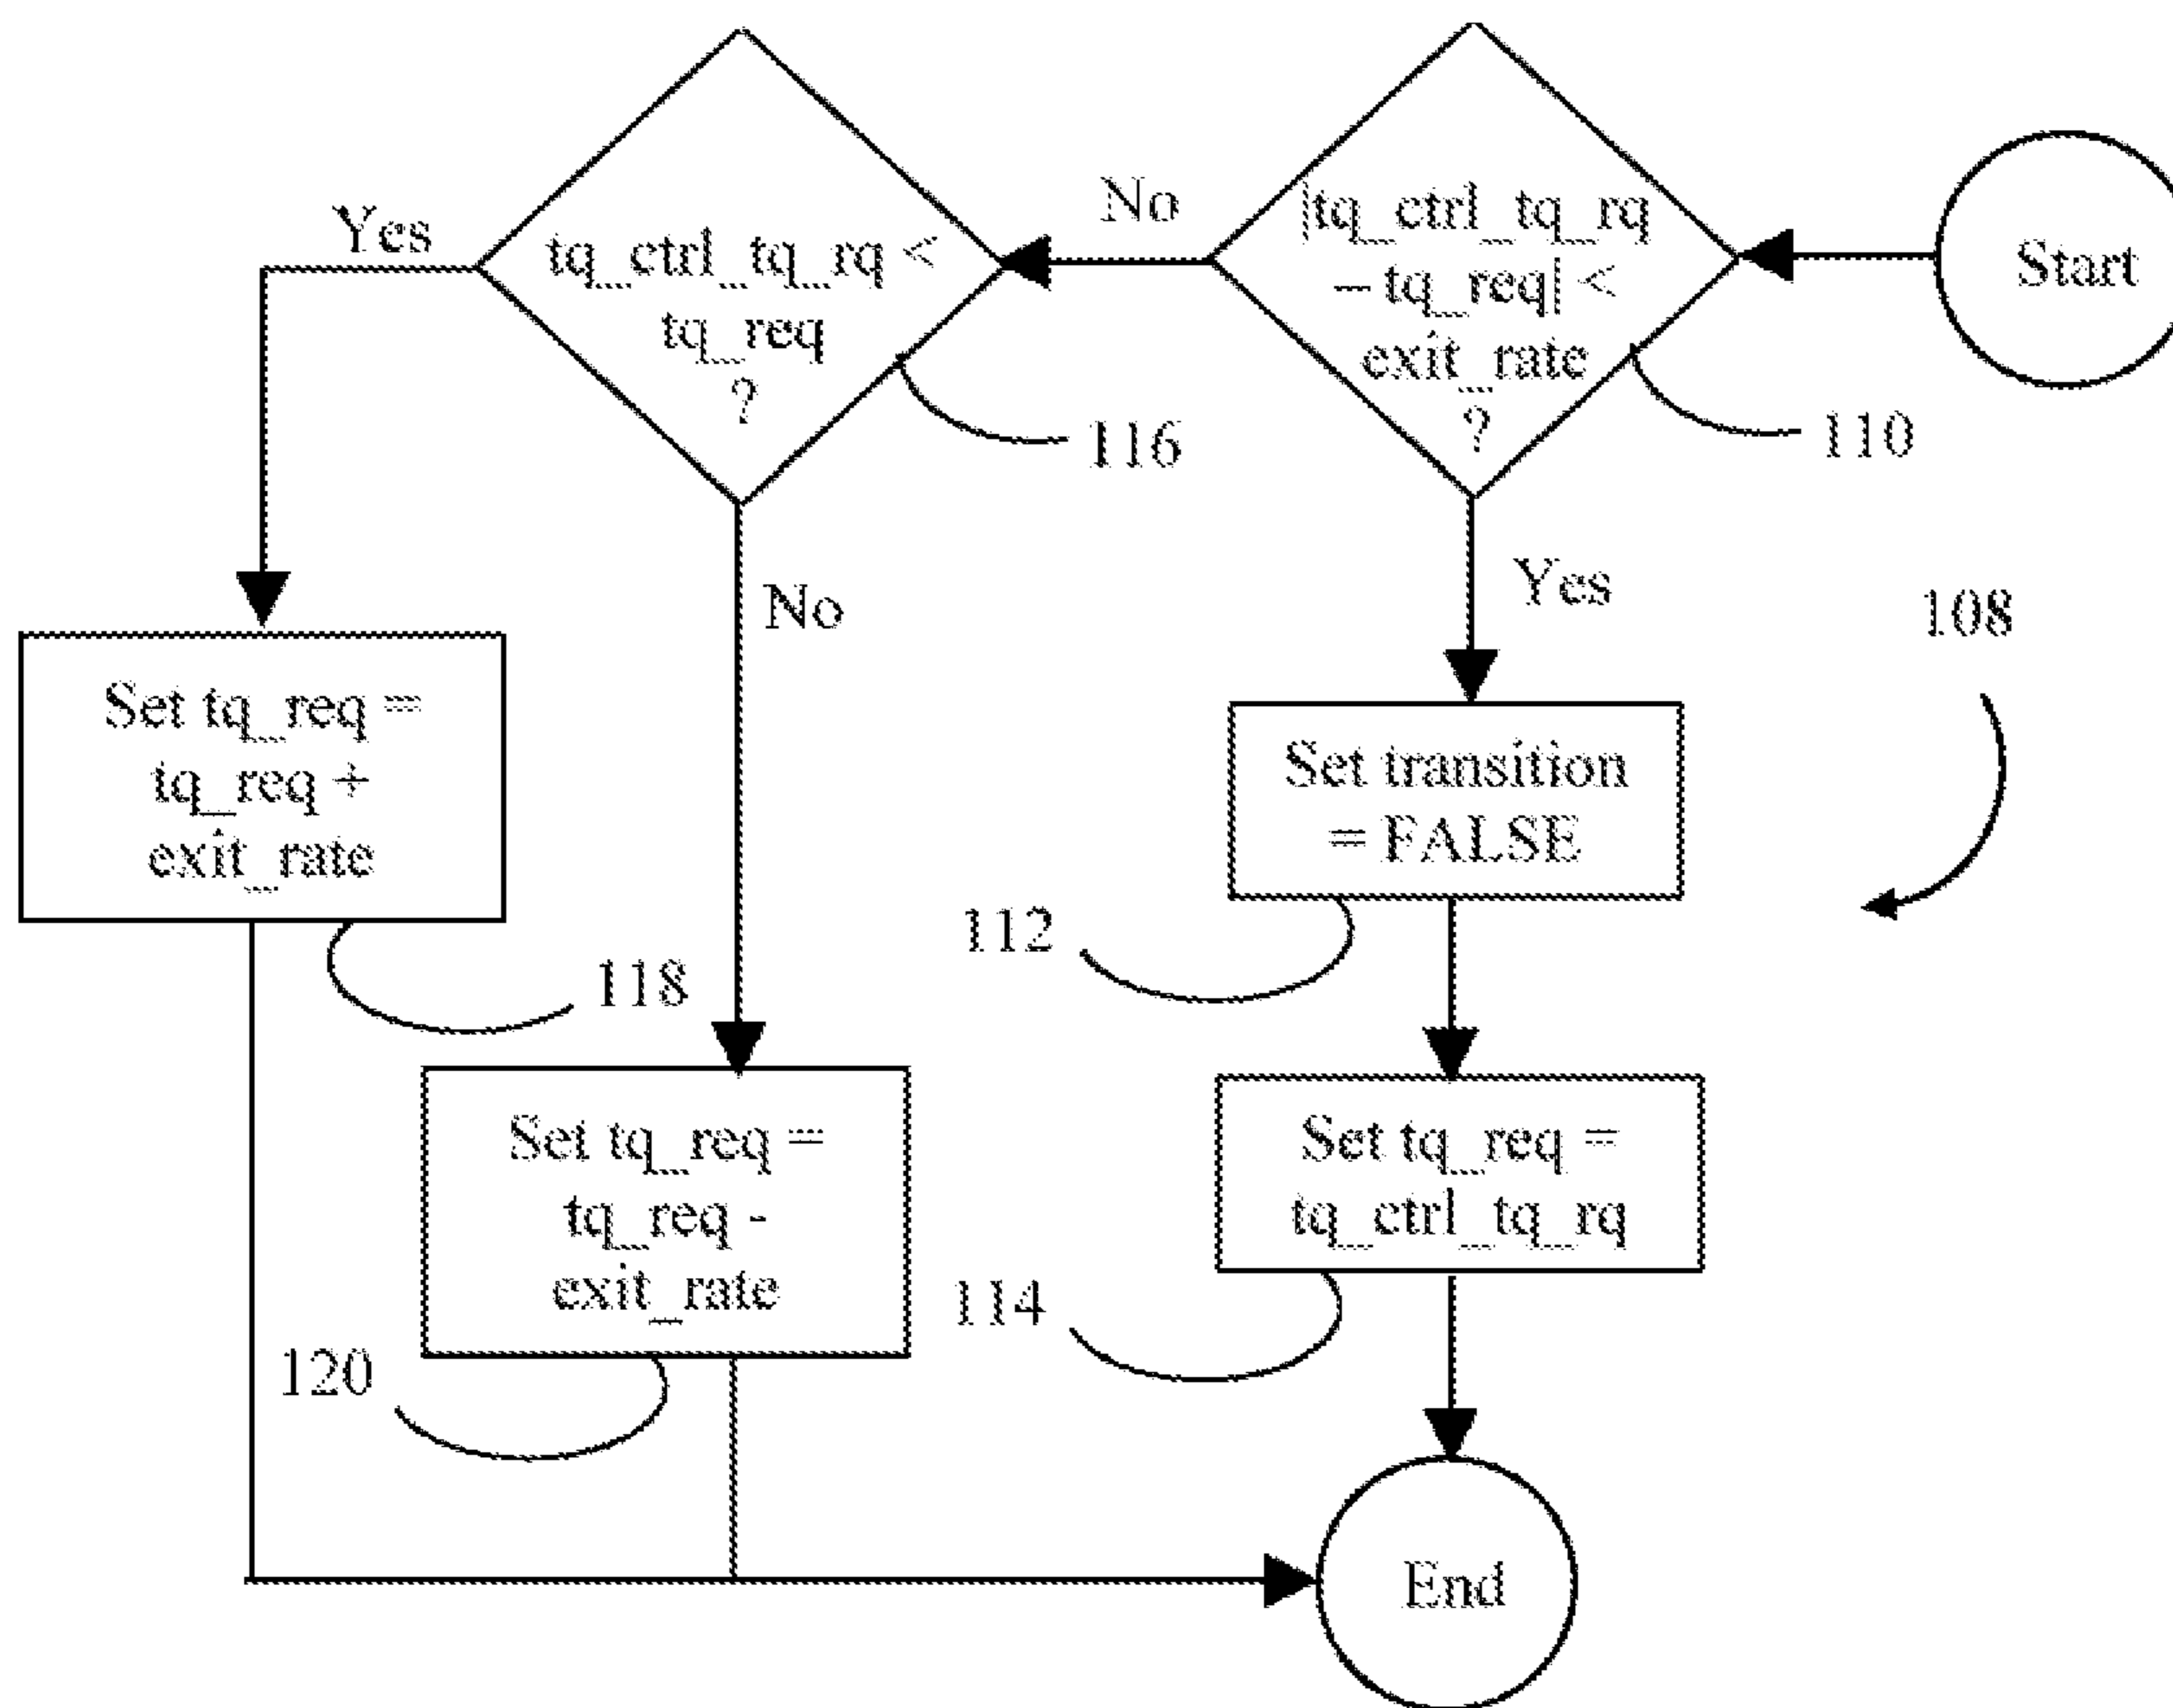 Start
|tq_ctrl_tq_rq
– tq_req| <
exit_rate
?
110
No
tq_ctrl_tq_rq <
tq_req
?
116
Yes
No
Yes
108
Set tq_req =
tq_req +
exit_rate
118
Set transition
= FALSE
112
Set tq_req =
tq_req -
exit_rate
120
Set tq_req =
tq_ctrl_tq_rq
114
End